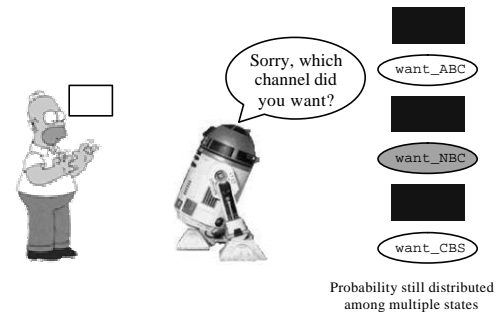 Sorry, which
channel did
you want?
want_ABC
want_NBC
want_CBS
Probability still distributed
among multiple states